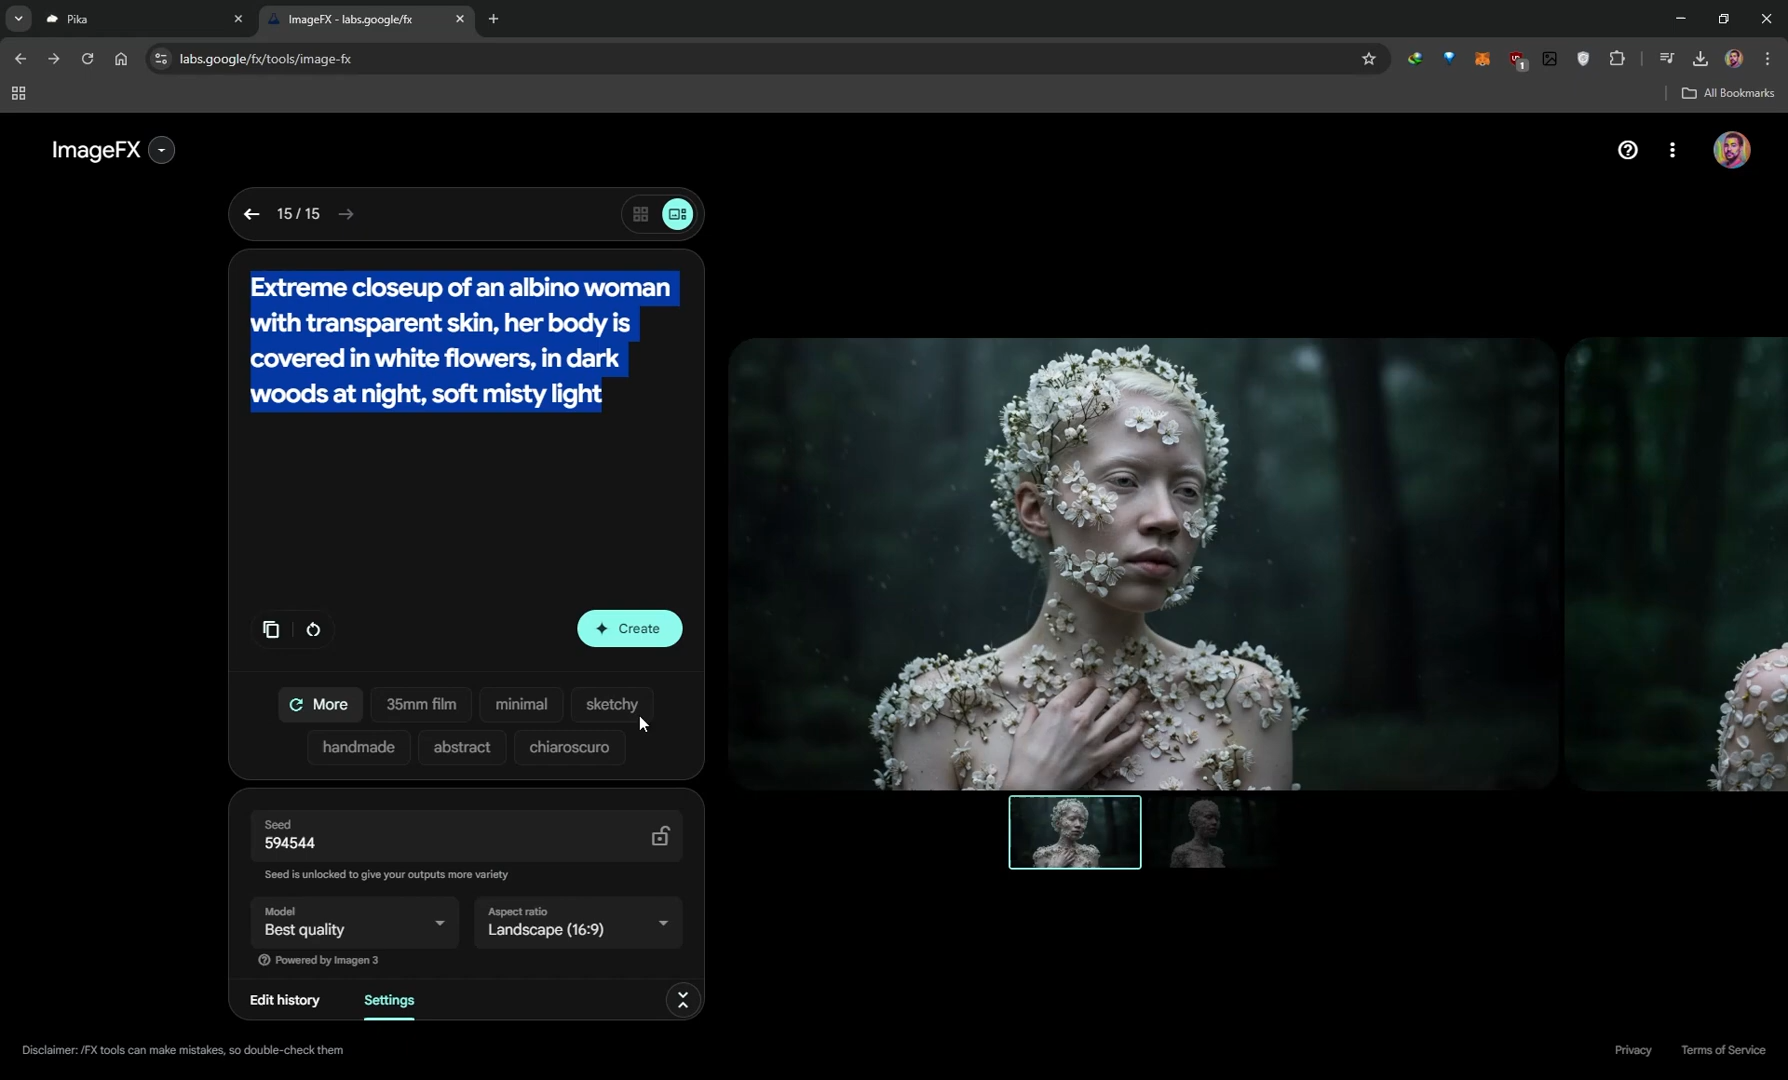 Pika
ImageFX - labs.google/fx
labs.google/fx/tools/image-fx
1
All Bookmarks
ImageFX
15 / 15
Extreme closeup of an albino woman
with transparent skin, her body is
covered in white flowers, in dark
woods at night, soft misty light
Create
More
35mm film
minimal
sketchy
handmade
abstract
chiaroscuro
Seed
594544
Seed is unlocked to give your outputs more variety
Model
Best quality
Aspect ratio
Landscape (16:9)
Powered by Imagen 3
Edit history
Settings
Disclaimer: /FX tools can make mistakes, so double-check them
Privacy
Terms of Service